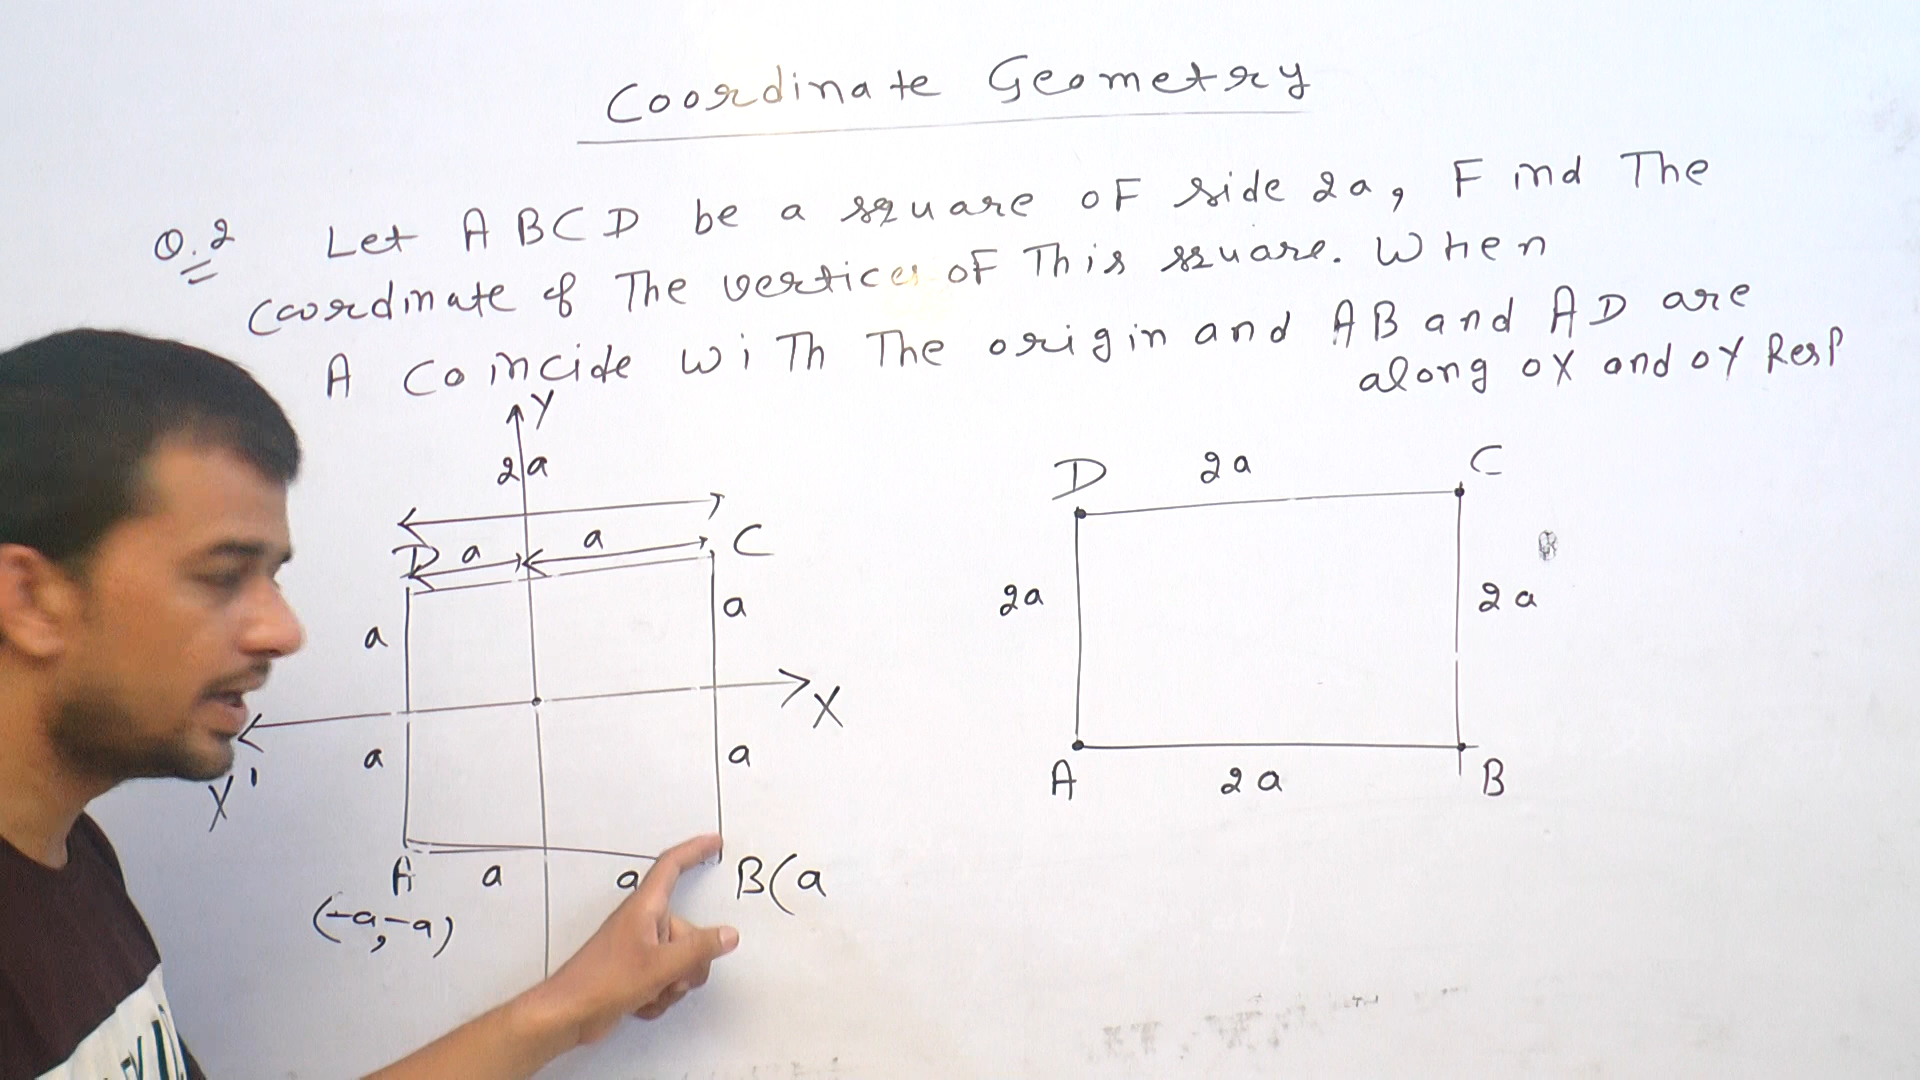 Coordinate Geometry
Q.2 Let ABCD be a square OF side 2a, Find The
Coordinate of The vertices OF This square. When
A Coincide With The origin and AB and AD are
along OX and OY Resp
Y
2a
D a a C
a a
X
X'
a a
A a a B(a
(-a,-a)
D 2a C
2a 2a
A 2a B